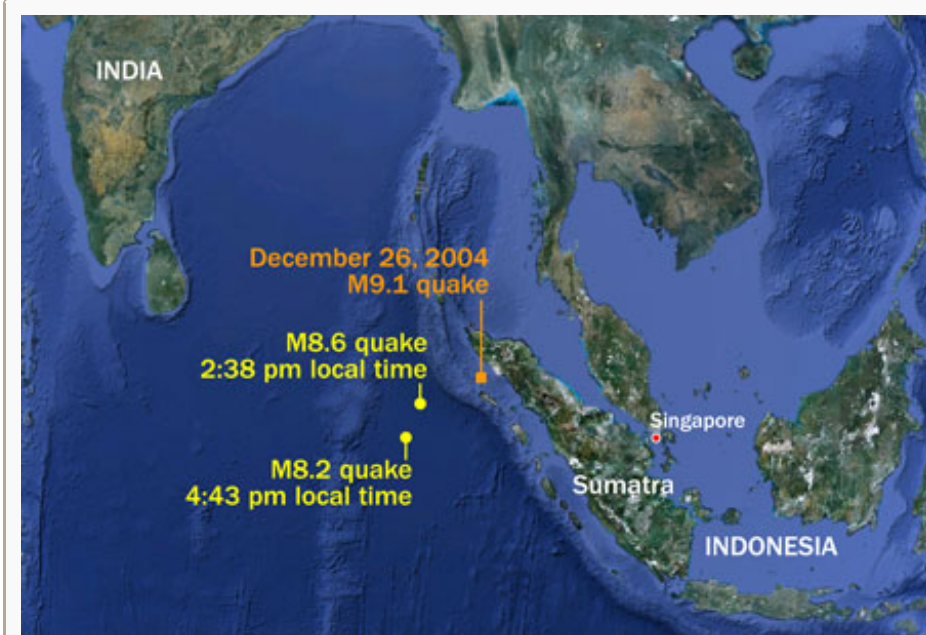 INDIA
December 26, 2004
M9.1 quake
M8.6 quake
2:38 pm local time
Singapore
M8.2 quake
4:43 pm local time
Sumatra
INDONESIA